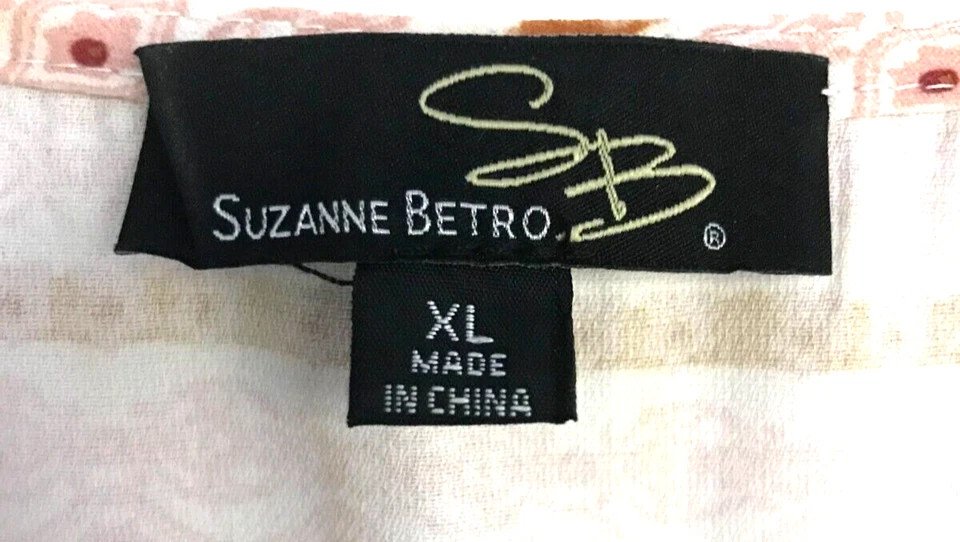 SB
SUZANNE BETRO ®
XL
MADE
IN CHINA